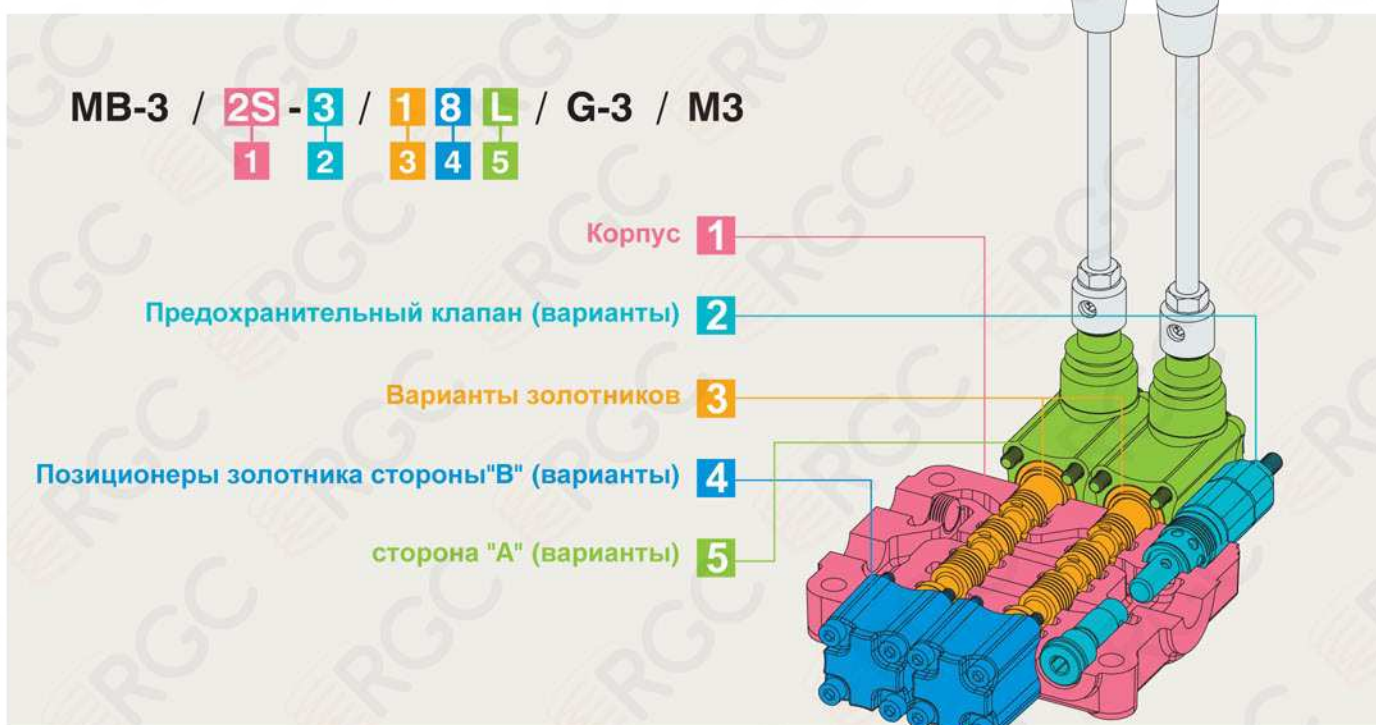 MB-3 / 2S - 3 / 1 8 L / G-3 / M3
1 2 3 4 5
Корпус 1
Предохранительный клапан (варианты) 2
Варианты золотников 3
Позиционеры золотника стороны"B" (варианты) 4
сторона "A" (варианты) 5
RGC